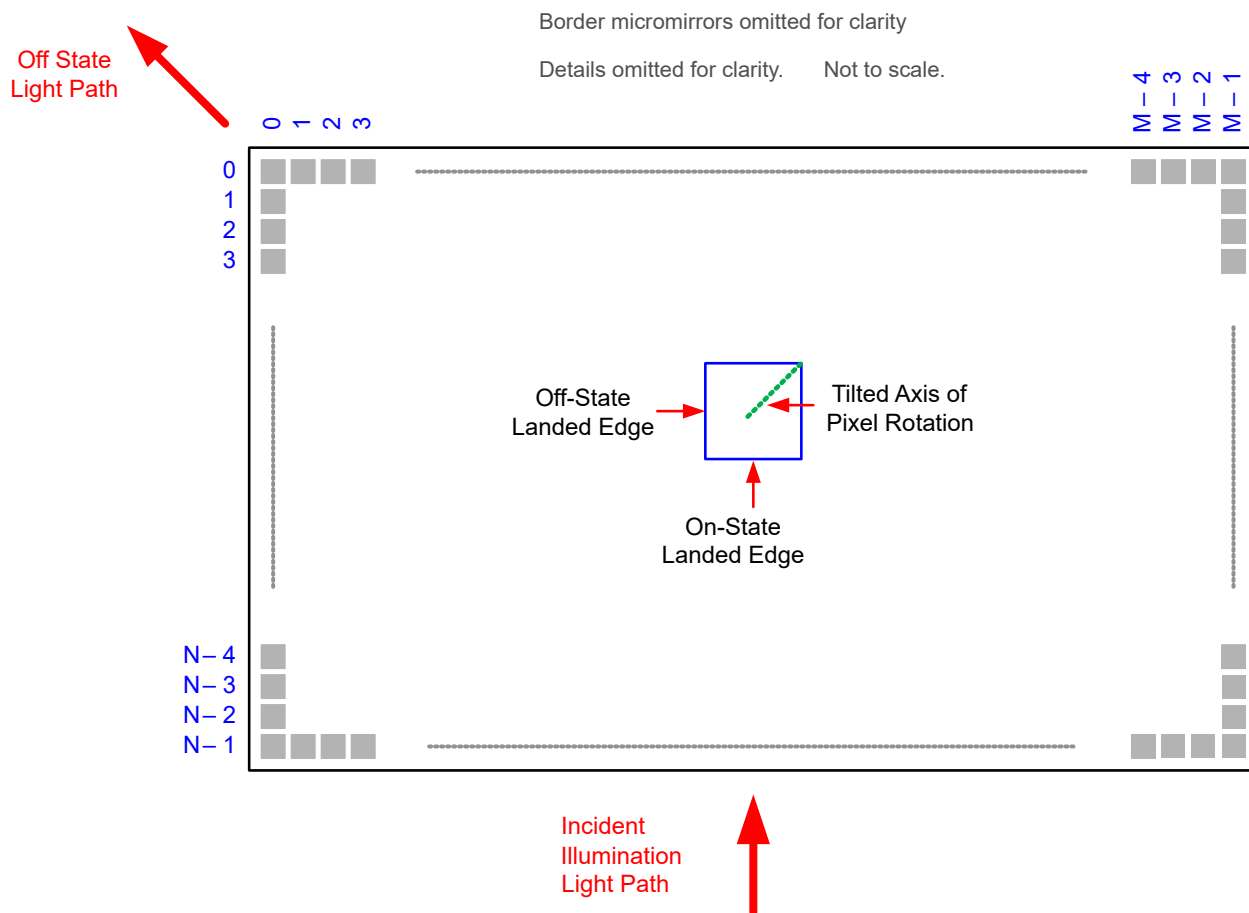 Border micromirrors omitted for clarity
Details omitted for clarity. Not to scale.
Off State
Light Path
0
1
2
3
M – 4
M – 3
M – 2
M – 1
0
1
2
3
Off-State
Landed Edge
Tilted Axis of
Pixel Rotation
On-State
Landed Edge
N – 4
N – 3
N – 2
N – 1
Incident
Illumination
Light Path